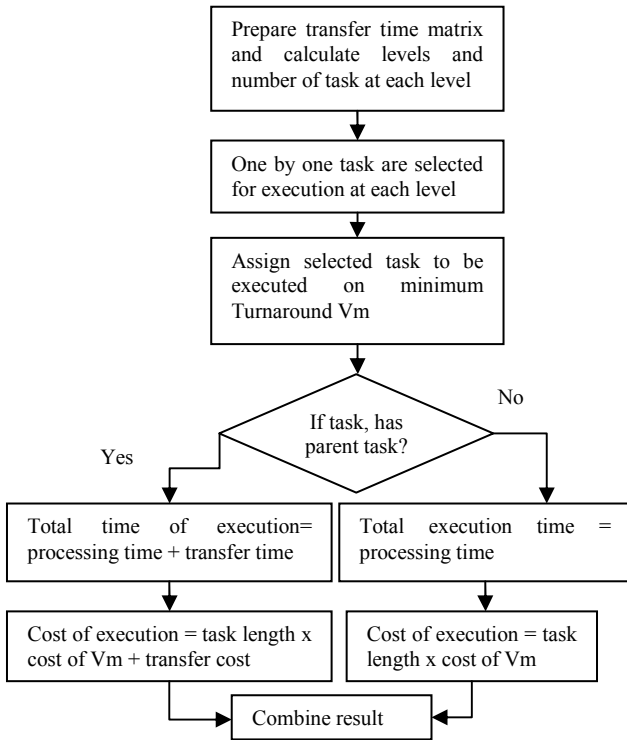 Prepare transfer time matrix
and calculate levels and
number of task at each level
One by one task are selected
for execution at each level
Assign selected task to be
executed on minimum
Turnaround Vm
If task, has
parent task?
No
Yes
Total time of execution=
processing time + transfer time
Total execution time =
processing time
Cost of execution = task length x
cost of Vm + transfer cost
Cost of execution = task
length x cost of Vm
Combine result